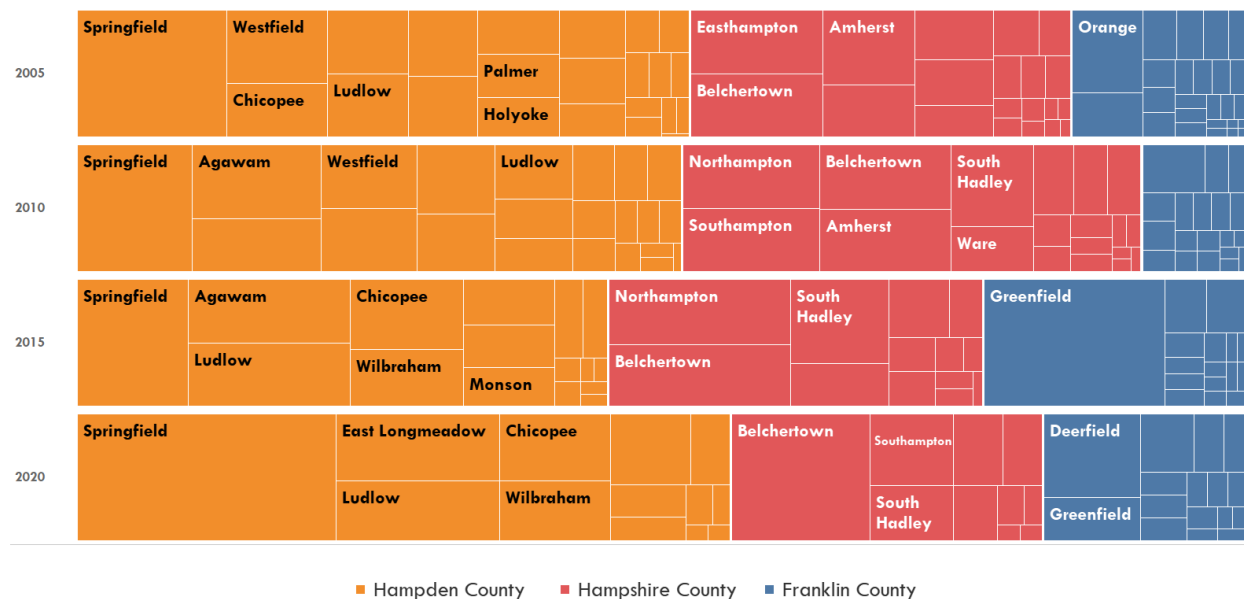 Springfield
Westfield
Chicopee
Ludlow
Palmer
Holyoke
Easthampton
Belchertown
Amherst
Orange
2005
Springfield
Agawam
Westfield
Ludlow
Northampton
Southampton
Belchertown
Amherst
South
Hadley
Ware
2010
Springfield
Agawam
Ludlow
Chicopee
Wilbraham
Monson
Northampton
Belchertown
South
Hadley
Greenfield
2015
Springfield
East Longmeadow
Ludlow
Chicopee
Wilbraham
Belchertown
Southampton
South
Hadley
Deerfield
Greenfield
2020
Hampden County
Hampshire County
Franklin County